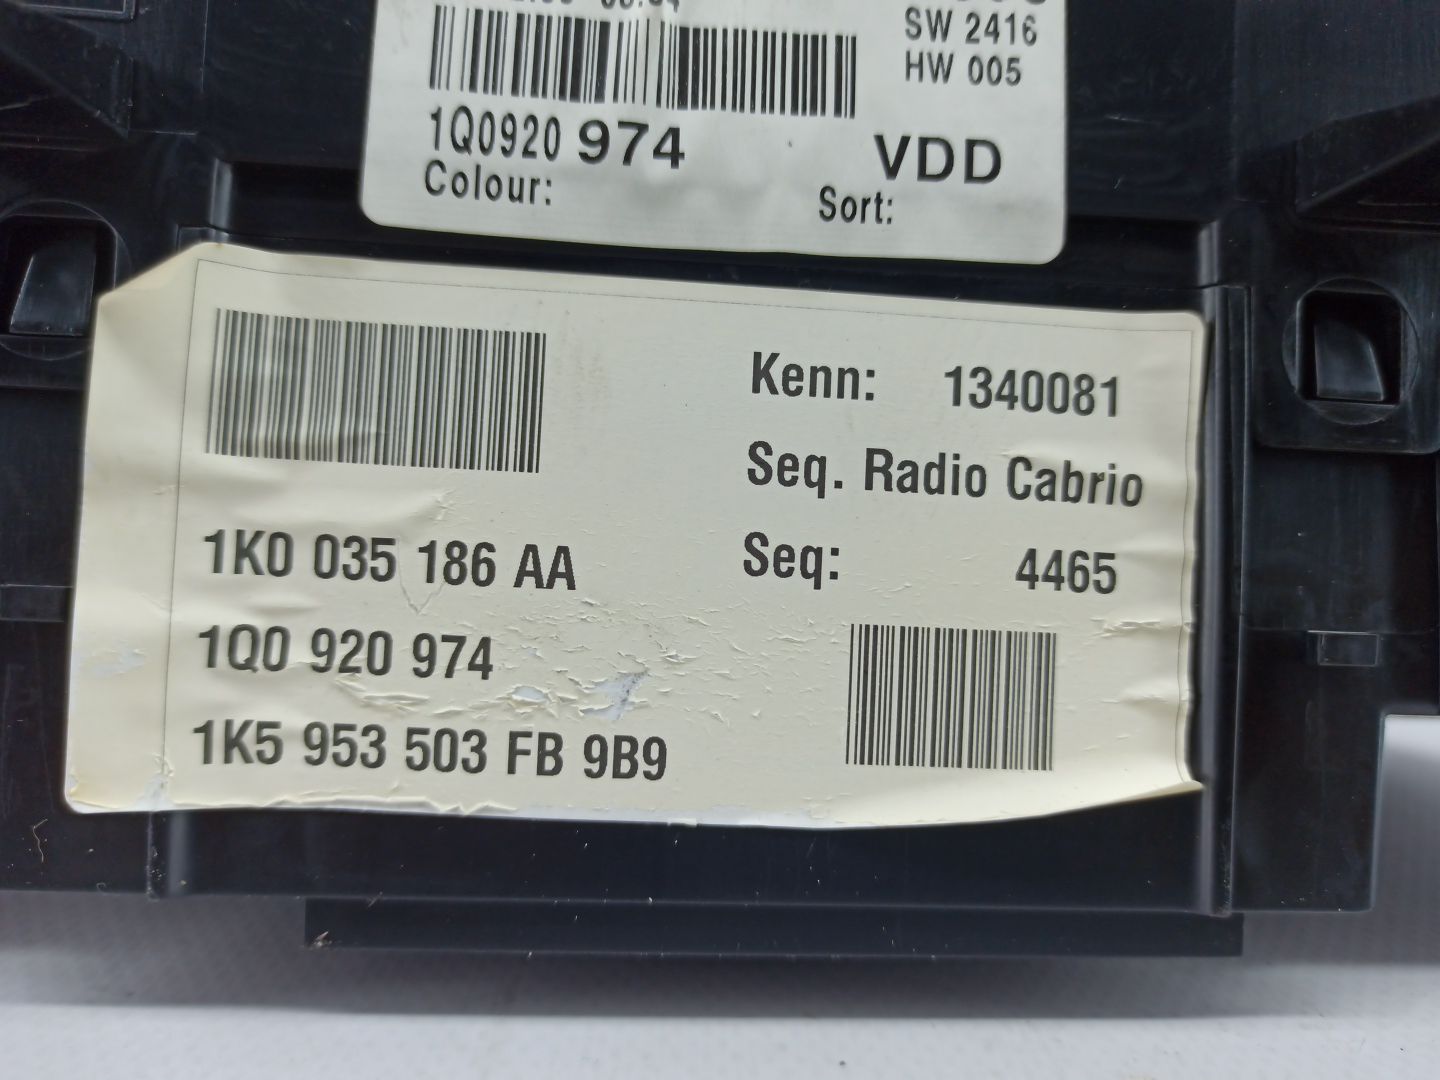 SW 2416
HW 005
1Q0920 974
VDD
Colour:
Sort:
Kenn: 1340081
Seq. Radio Cabrio
1K0 035 186 AA
Seq: 4465
1Q0 920 974
1K5 953 503 FB 9B9